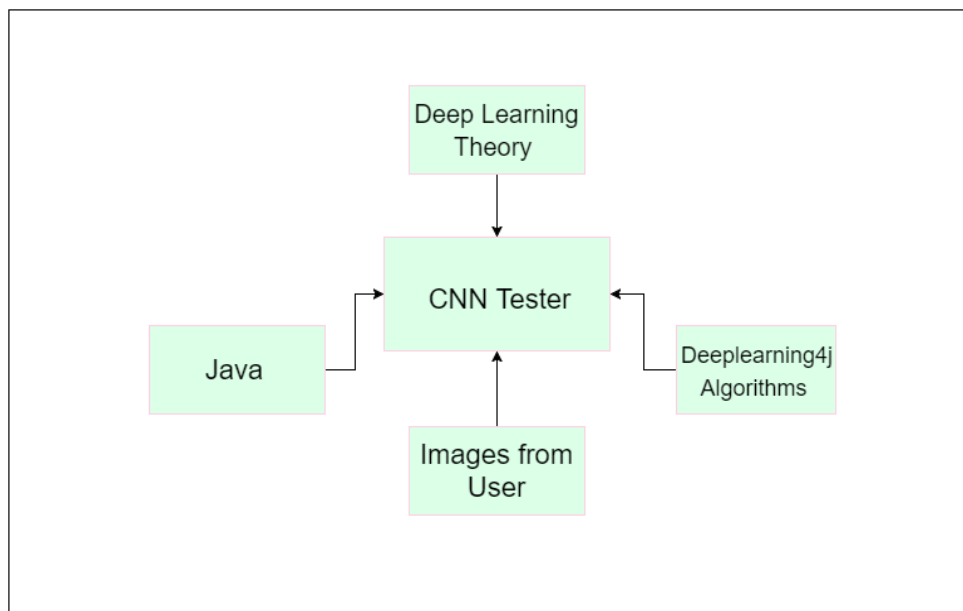 Deep Learning
Theory
CNN Tester
Java
Deeplearning4j
Algorithms
Images from
User